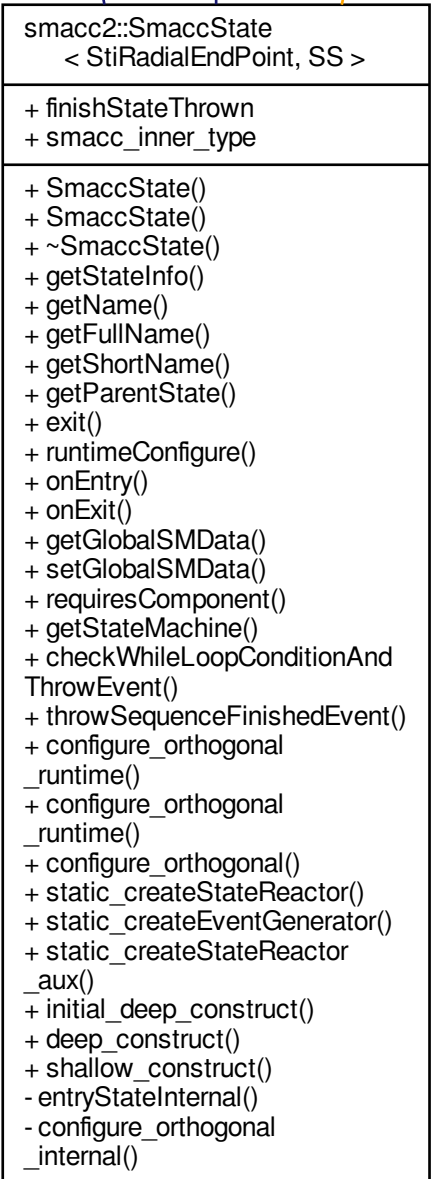 smacc2::SmaccState
< StiRadialEndPoint, SS >
+ finishStateThrown
+ smacc_inner_type
+ SmaccState()
+ SmaccState()
+ ~SmaccState()
+ getStateInfo()
+ getName()
+ getFullName()
+ getShortName()
+ getParentState()
+ exit()
+ runtimeConfigure()
+ onEntry()
+ onExit()
+ getGlobalSMData()
+ setGlobalSMData()
+ requiresComponent()
+ getStateMachine()
+ checkWhileLoopConditionAnd
ThrowEvent()
+ throwSequenceFinishedEvent()
+ configure_orthogonal
_runtime()
+ configure_orthogonal
_runtime()
+ configure_orthogonal()
+ static_createStateReactor()
+ static_createEventGenerator()
+ static_createStateReactor
_aux()
+ initial_deep_construct()
+ deep_construct()
+ shallow_construct()
- entryStateInternal()
- configure_orthogonal
_internal()